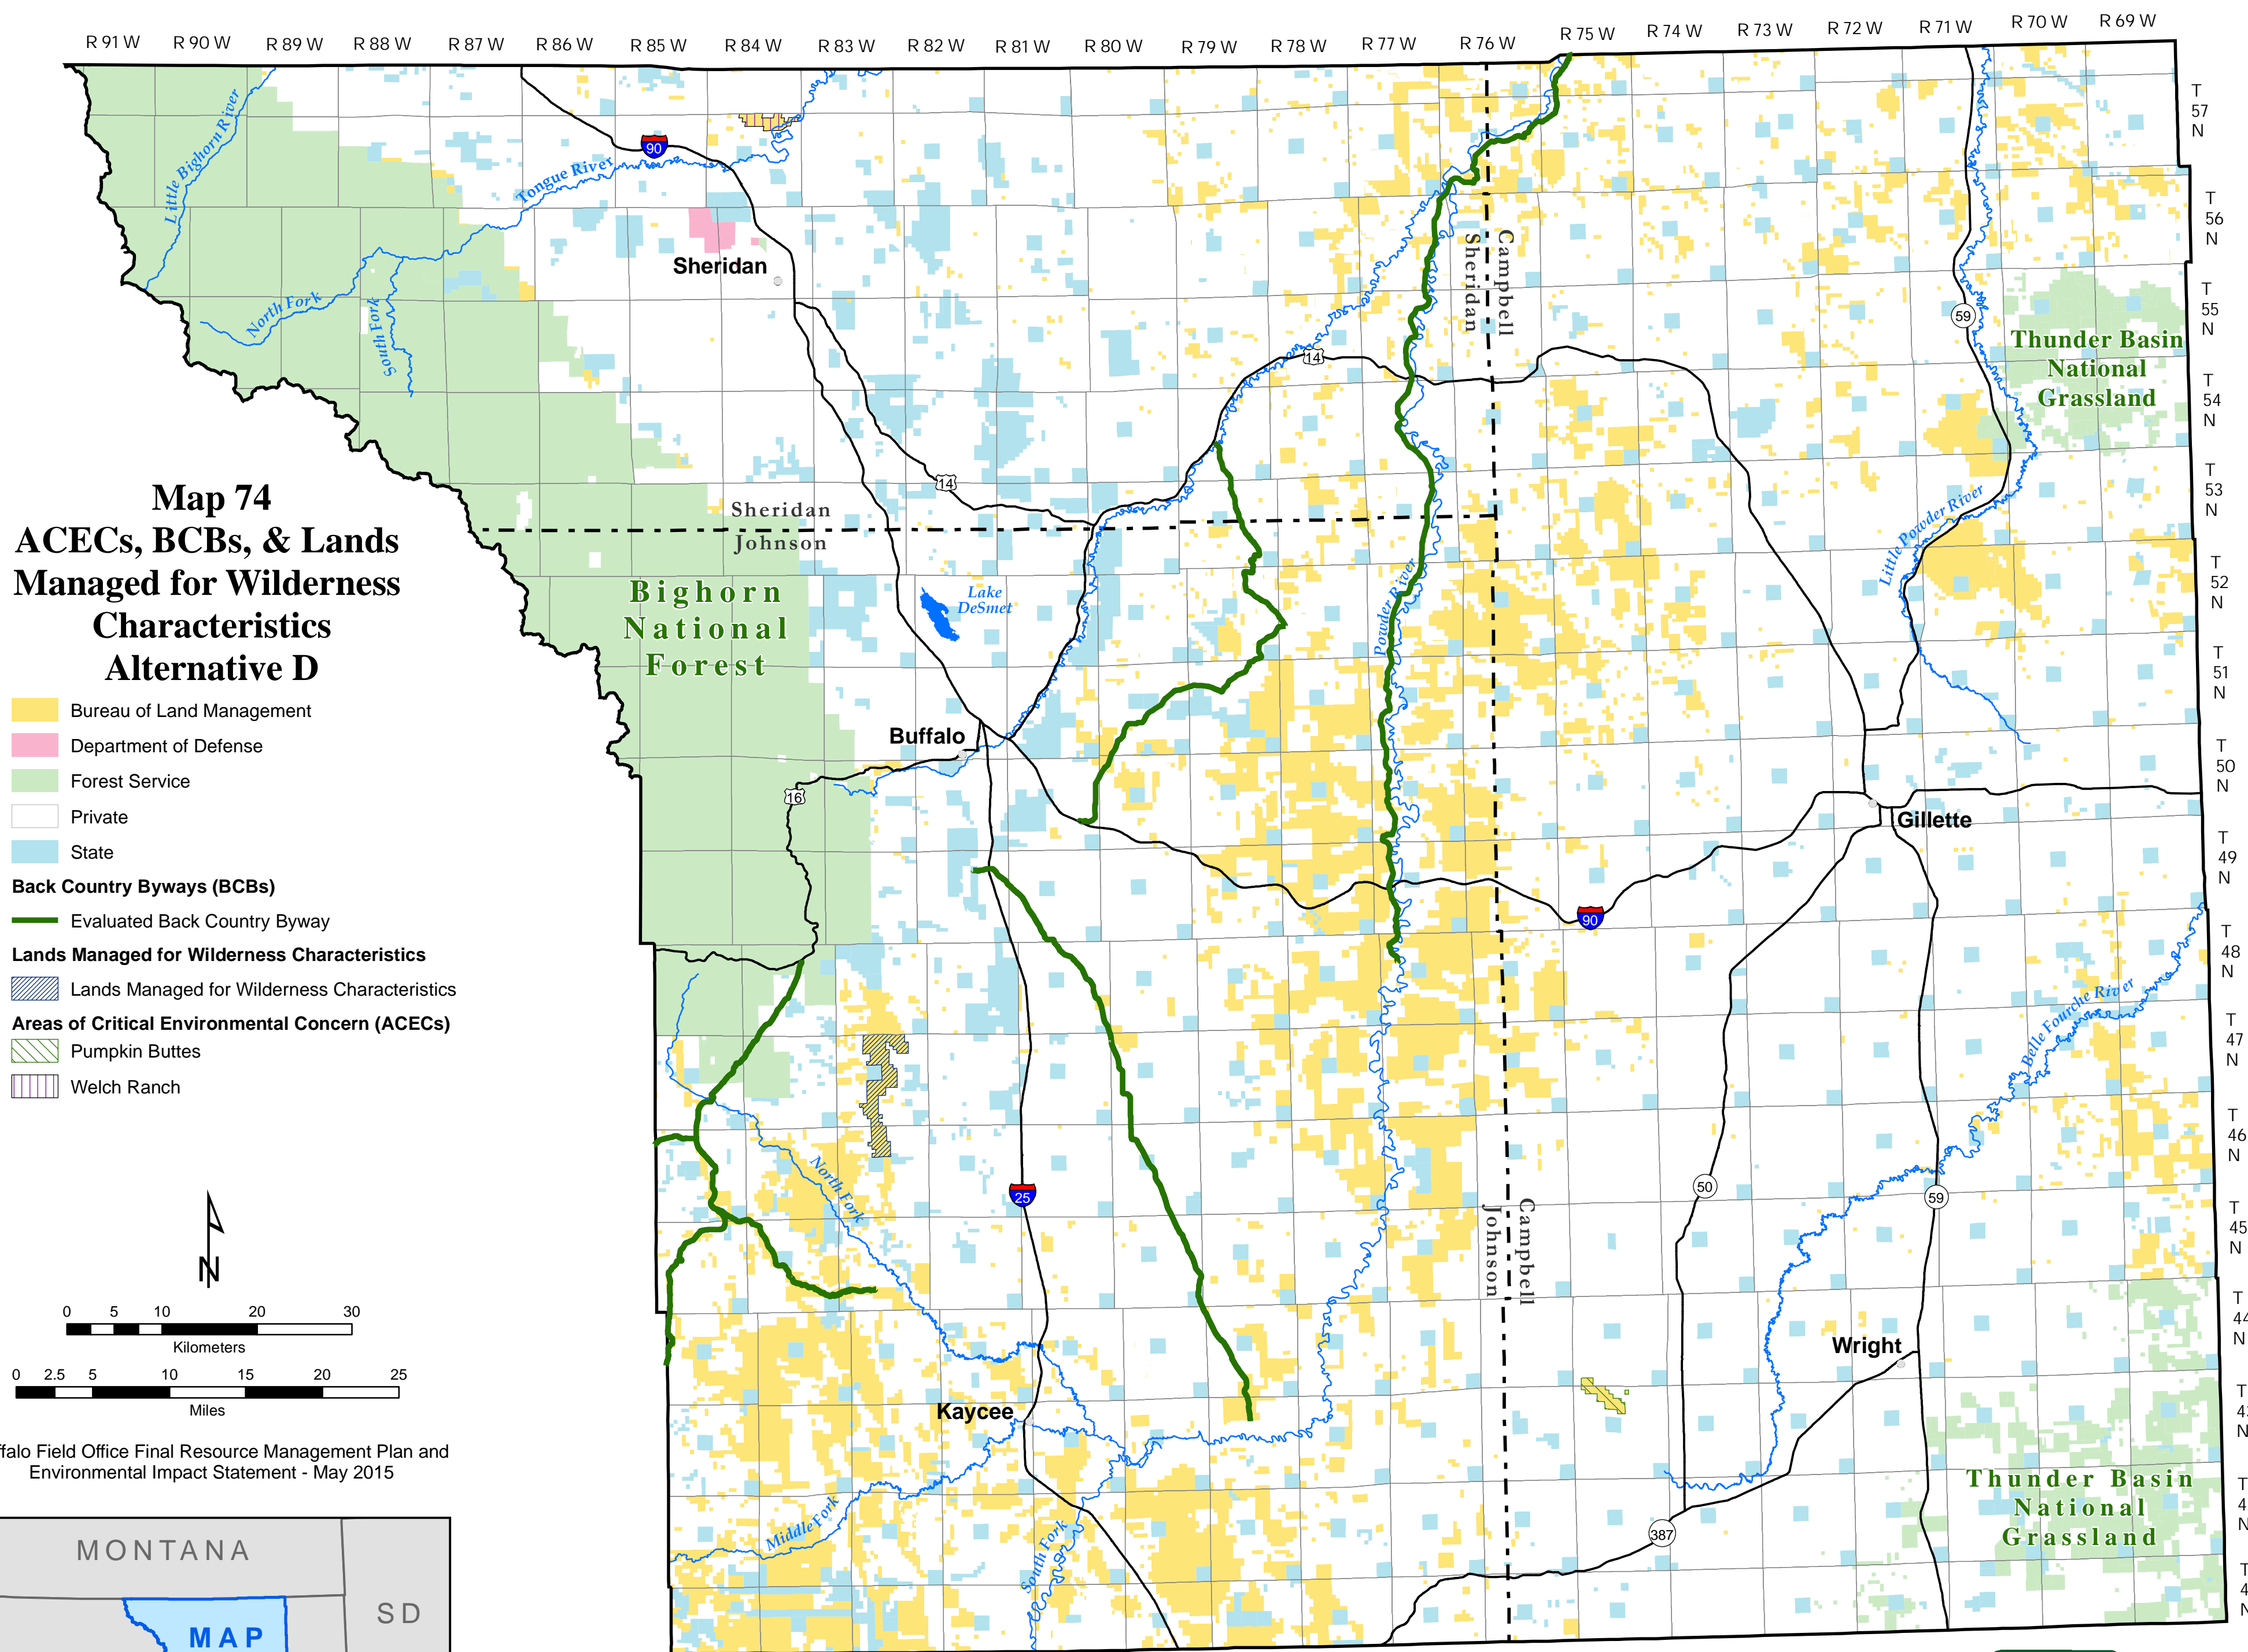 R 91 W R 90 W R 89 W R 88 W R 87 W R 86 W R 85 W R 84 W R 83 W R 82 W R 81 W R 80 W R 79 W R 78 W R 77 W R 76 W R 75 W R 74 W R 73 W R 72 W R 71 W R 70 W R 69 W
T
57
N
T
56
N
T
55
N
T
54
N
T
53
N
T
52
N
T
51
N
T
50
N
T
49
N
T
48
N
T
47
N
T
46
N
T
45
N
T
44
N
T
N
T
N
T
N
Little Bighorn River
Tongue River
90
Sheridan
North Fork
South Fork
Sheridan
Campbell
59
Thunder Basin
National
Grassland
14
14
Sheridan
Johnson
Little Powder River
Powder River
Lake
DeSmet
Bighorn
National
Forest
Buffalo
16
Gillette
90
Belle Fourche River
North Fork
25
50
59
Johnson
Campbell
Wright
Kaycee
Middle Fork
South Fork
387
Thunder Basin
National
Grassland
Map 74
ACECs, BCBs, & Lands
Managed for Wilderness
Characteristics
Alternative D
Bureau of Land Management
Department of Defense
Forest Service
Private
State
Back Country Byways (BCBs)
Evaluated Back Country Byway
Lands Managed for Wilderness Characteristics
Lands Managed for Wilderness Characteristics
Areas of Critical Environmental Concern (ACECs)
Pumpkin Buttes
Welch Ranch
N
0 5 10 20 30
Kilometers
0 2.5 5 10 15 20 25
Miles
ffalo Field Office Final Resource Management Plan and
Environmental Impact Statement - May 2015
MONTANA
SD
MAP